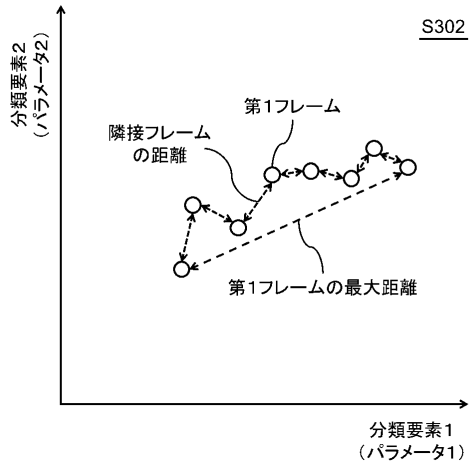 S302
分類要素2
(パラメータ2)
第1フレーム
隣接フレーム
の距離
第1フレームの最大距離
分類要素1
(パラメータ1)